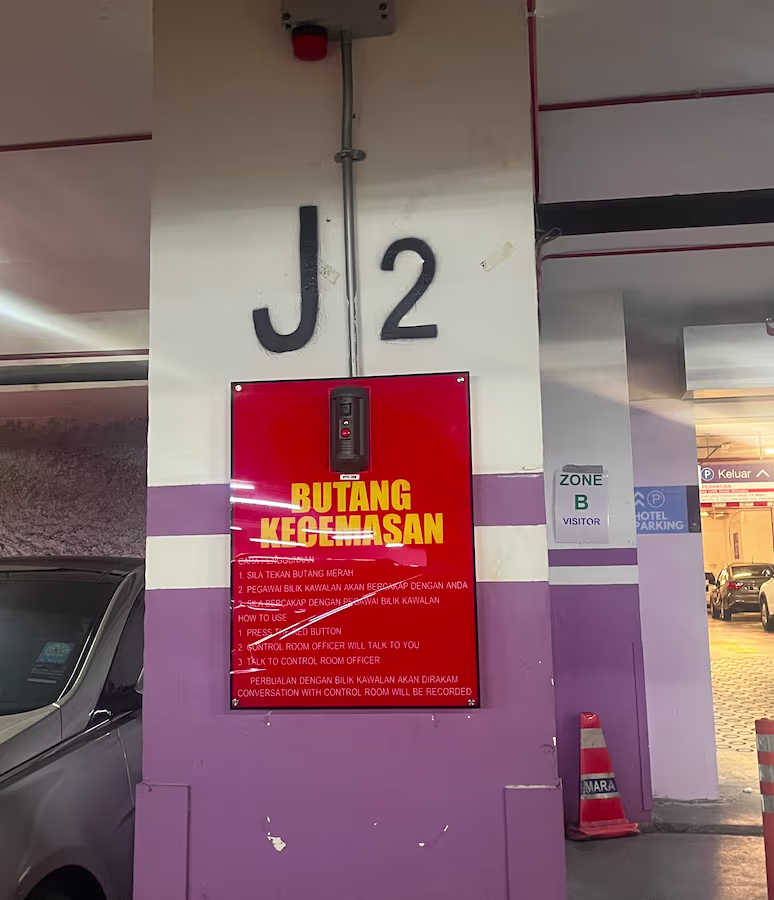 J 2
BUTANG
KECEMASAN
CARA PENGGUNAAN
1. SILA TEKAN BUTANG MERAH
2. PEGAWAI BILIK KAWALAN AKAN BERCAKAP DENGAN ANDA
3. SILA BERCAKAP DENGAN PEGAWAI BILIK KAWALAN
HOW TO USE
1. PRESS THE RED BUTTON
2. CONTROL ROOM OFFICER WILL TALK TO YOU
3 TALK TO CONTROL ROOM OFFICER
PERBUALAN DENGAN BILIK KAWALAN AKAN DIRAKAM
CONVERSATION WITH CONTROL ROOM WILL BE RECORDED
ZONE
B
VISITOR
P
HOTEL
PARKING
P Keluar
PERHATIAN
MARA